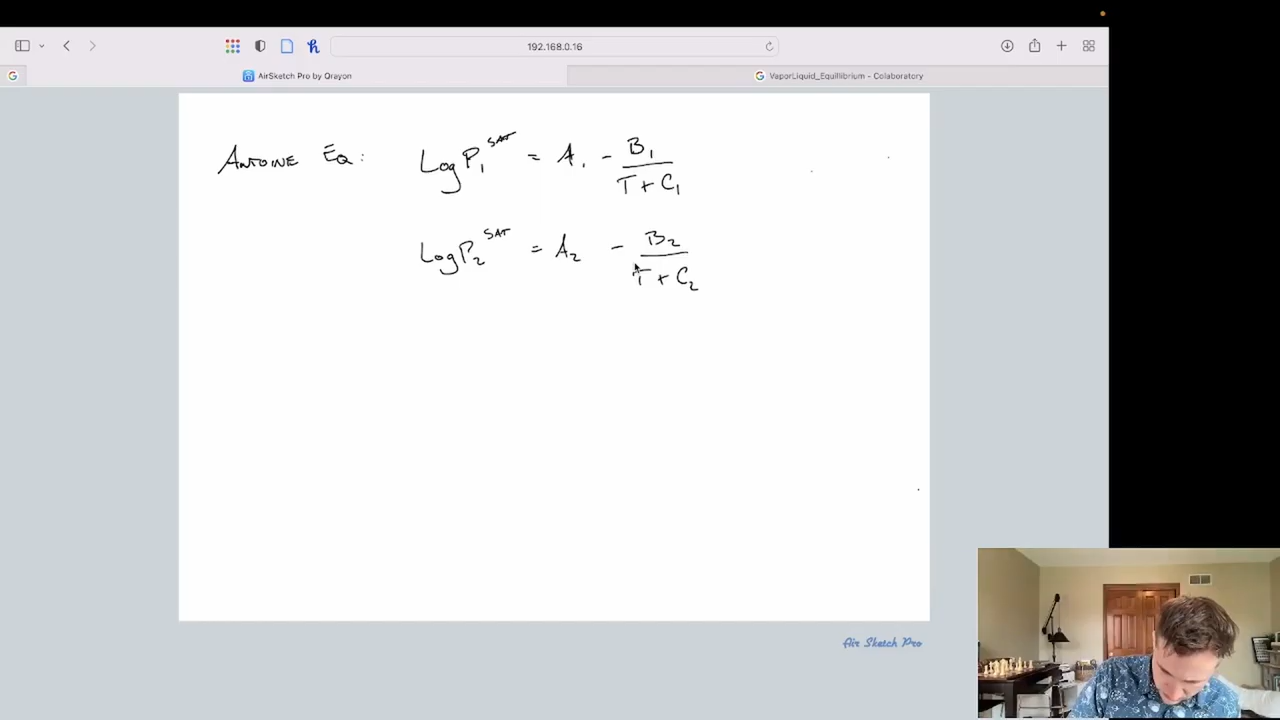 192.168.0.16
AirSketch Pro by Qrayon
VaporLiquid_Equillibrium - Colaboratory
ANTOINE EQ: Log P₁^SAT = A₁ - B₁/(T + C₁)
Log P₂^SAT = A₂ - B₂/(T + C₂)
Air Sketch Pro